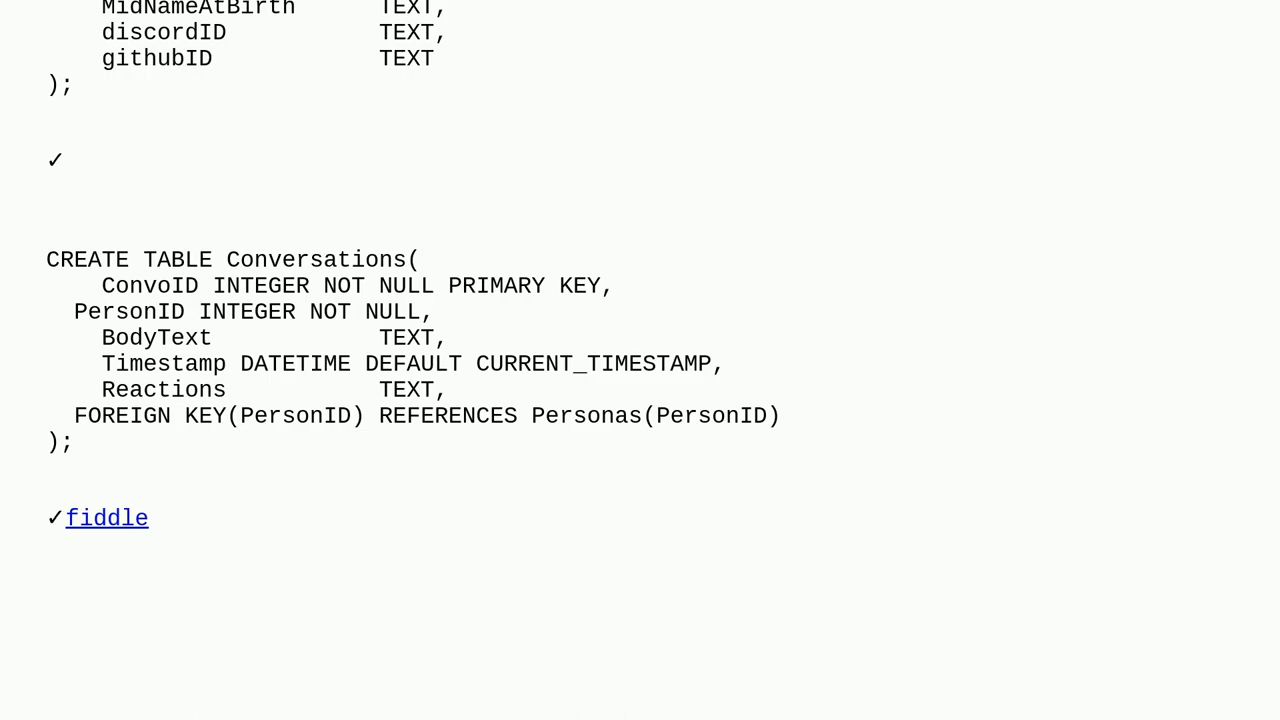 MidNameAtBirth      TEXT,
discordID           TEXT,
githubID            TEXT
);
✓
CREATE TABLE Conversations(
    ConvoID INTEGER NOT NULL PRIMARY KEY,
  PersonID INTEGER NOT NULL,
    BodyText            TEXT,
    Timestamp DATETIME DEFAULT CURRENT_TIMESTAMP,
    Reactions           TEXT,
  FOREIGN KEY(PersonID) REFERENCES Personas(PersonID)
);
✓fiddle